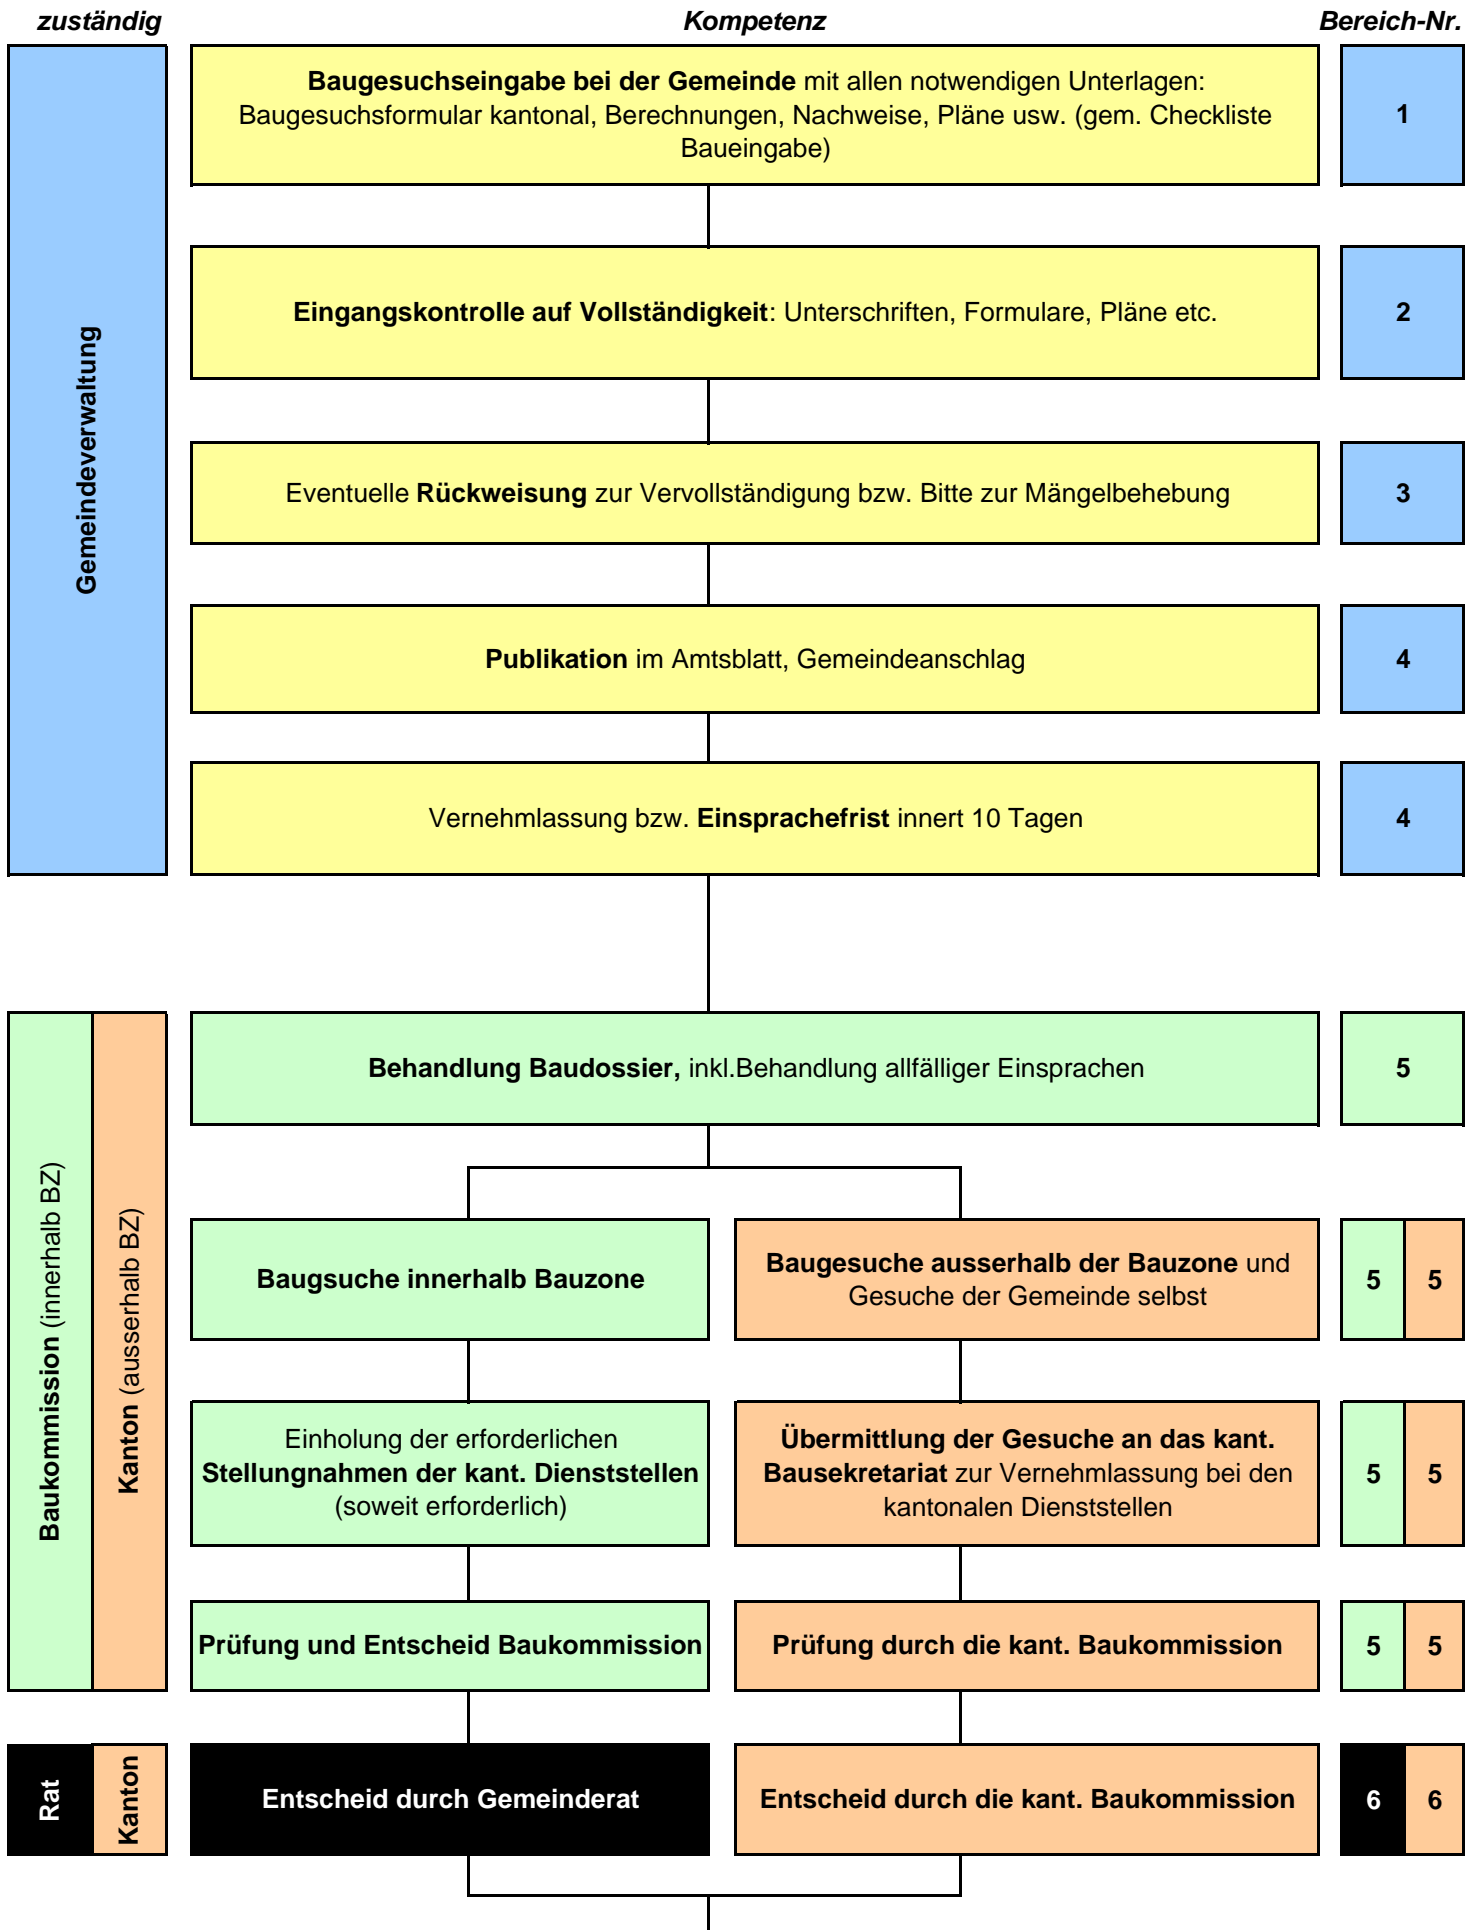 zuständig Kompetenz Bereich-Nr.
Gemeindeverwaltung
Baugesuchseingabe bei der Gemeinde mit allen notwendigen Unterlagen:
Baugesuchsformular kantonal, Berechnungen, Nachweise, Pläne usw. (gem. Checkliste
Baueingabe)
1
Eingangskontrolle auf Vollständigkeit: Unterschriften, Formulare, Pläne etc.
2
Eventuelle Rückweisung zur Vervollständigung bzw. Bitte zur Mängelbehebung
3
Publikation im Amtsblatt, Gemeindeanschlag
4
Vernehmlassung bzw. Einsprachefrist innert 10 Tagen
4
Baukommission (innerhalb BZ)
Kanton (ausserhalb BZ)
Behandlung Baudossier, inkl.Behandlung allfälliger Einsprachen
5
Baugsuche innerhalb Bauzone
Baugesuche ausserhalb der Bauzone und
Gesuche der Gemeinde selbst
5 5
Einholung der erforderlichen
Stellungnahmen der kant. Dienststellen
(soweit erforderlich)
Übermittlung der Gesuche an das kant.
Bausekretariat zur Vernehmlassung bei den
kantonalen Dienststellen
5 5
Prüfung und Entscheid Baukommission
Prüfung durch die kant. Baukommission
5 5
Rat
Kanton
Entscheid durch Gemeinderat
Entscheid durch die kant. Baukommission
6 6